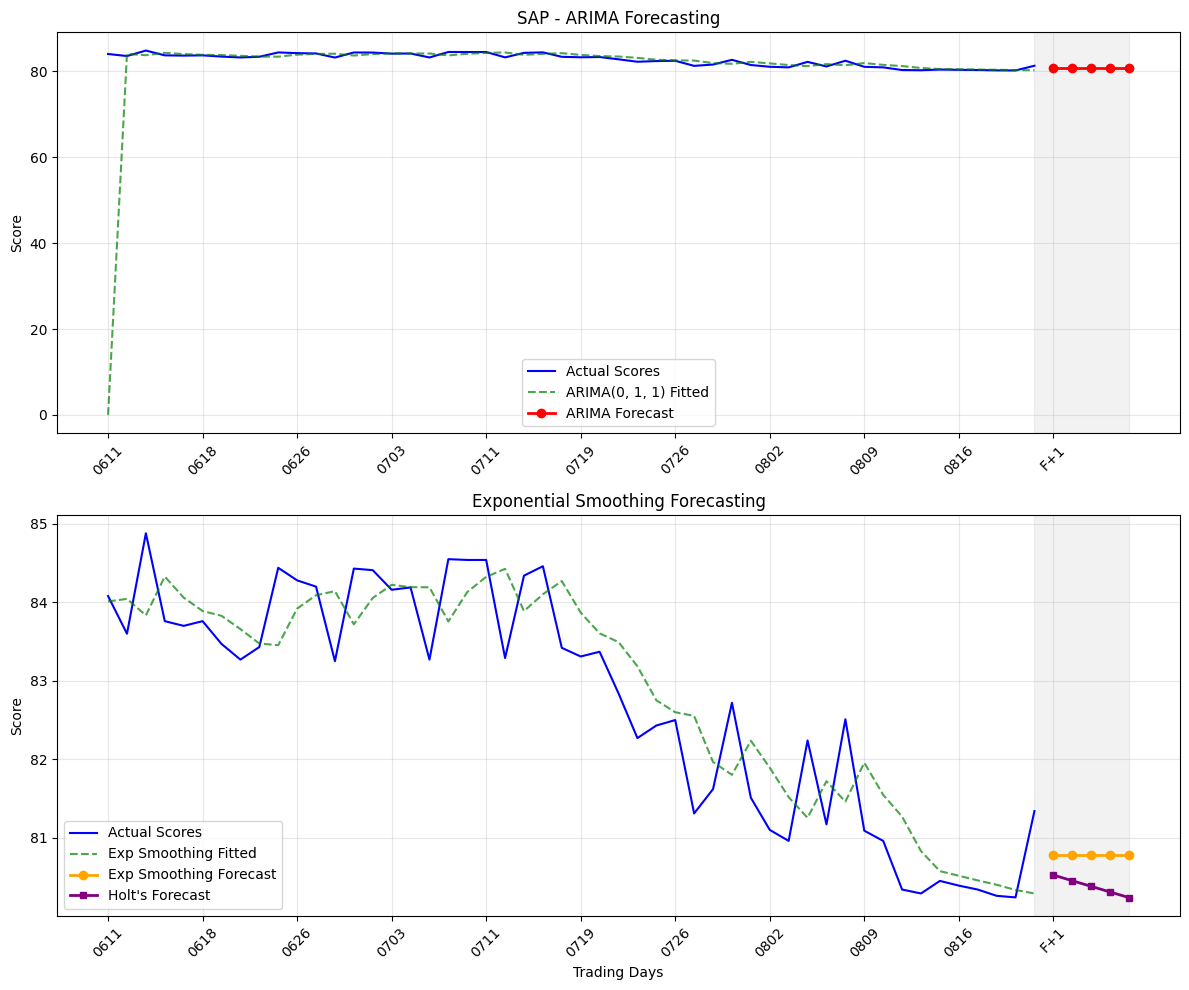 SAP - ARIMA Forecasting
Score
80
60
40
20
0
Actual Scores
ARIMA(0, 1, 1) Fitted
ARIMA Forecast
0611
0618
0626
0703
0711
0719
0726
0802
0809
0816
F+1
Exponential Smoothing Forecasting
Score
85
84
83
82
81
Actual Scores
Exp Smoothing Fitted
Exp Smoothing Forecast
Holt's Forecast
0611
0618
0626
0703
0711
0719
0726
0802
0809
0816
F+1
Trading Days